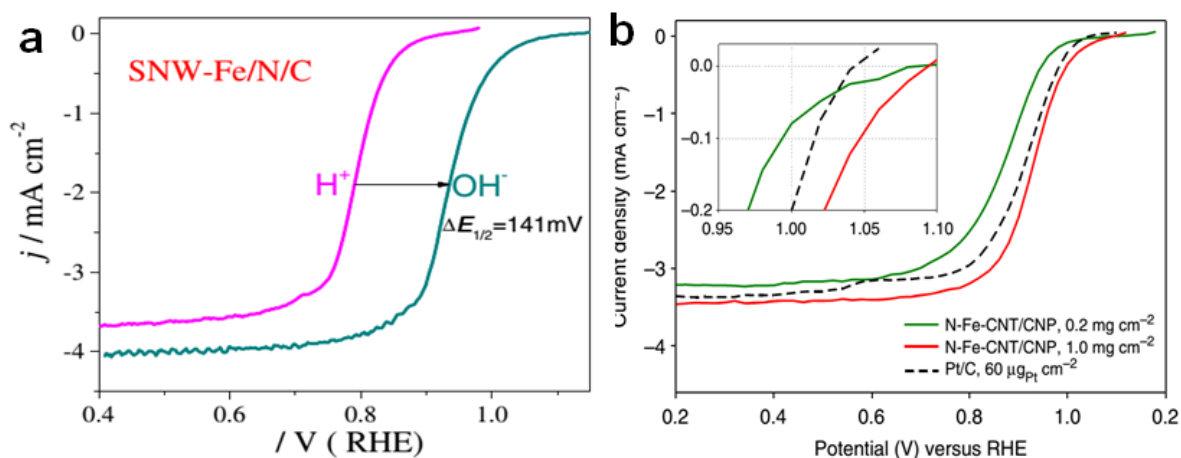 a
SNW-Fe/N/C
H⁺
OH⁻
ΔE₁/₂=141mV
j / mA cm⁻²
0
-1
-2
-3
-4
0.4
0.6
0.8
1.0
/ V ( RHE)
b
0
−1
−2
−3
−4
0.0
−0.1
−0.2
0.95
1.00
1.05
1.10
Current density (mA cm⁻²)
N-Fe-CNT/CNP, 0.2 mg cm⁻²
N-Fe-CNT/CNP, 1.0 mg cm⁻²
Pt/C, 60 μgPt cm⁻²
0.2
0.4
0.6
0.8
1.0
0.2
Potential (V) versus RHE